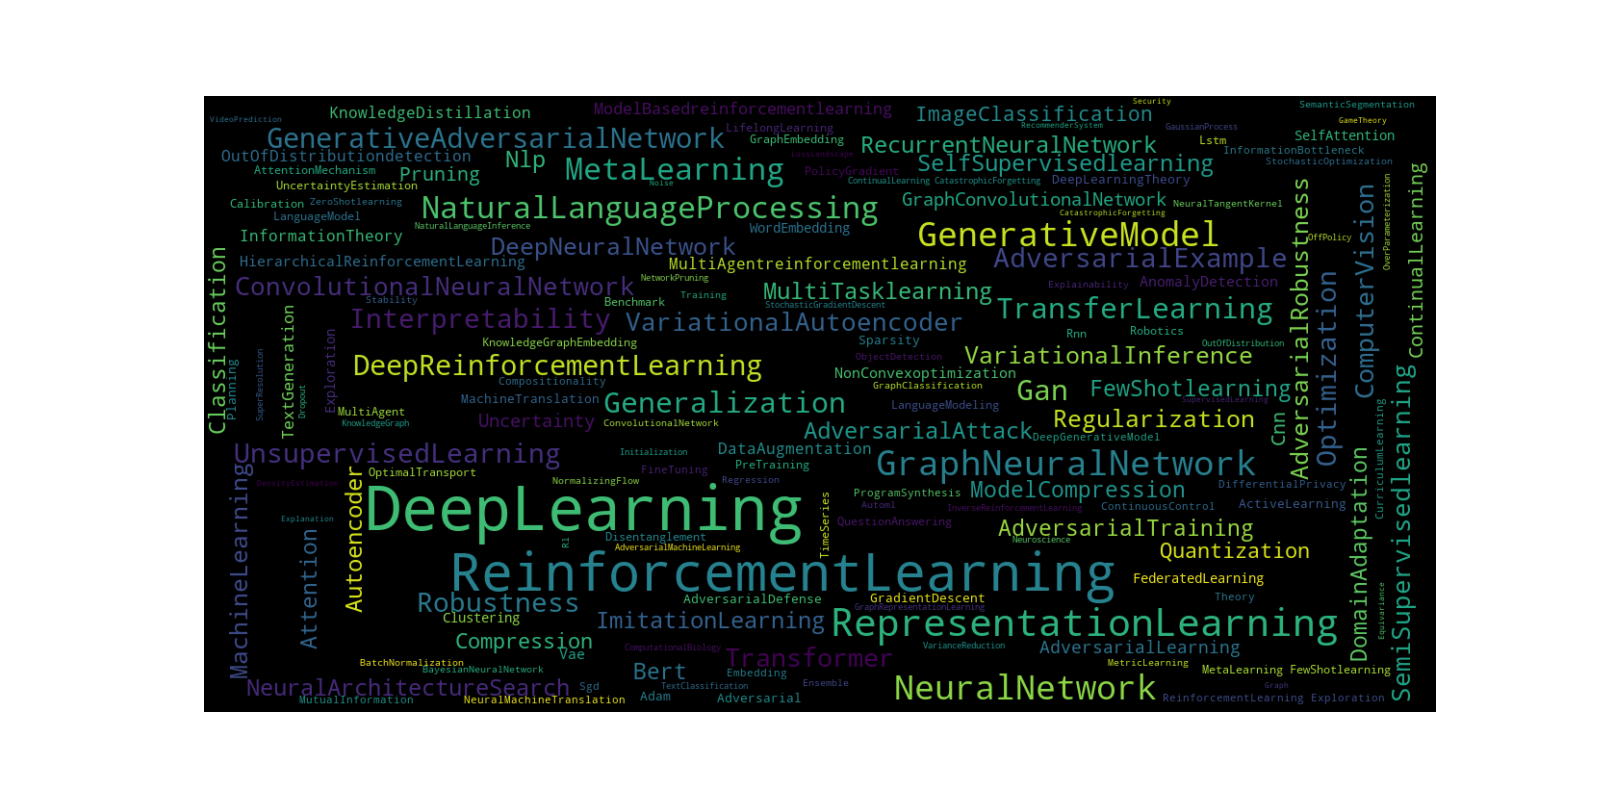 VideoPrediction
KnowledgeDistillation
ModelBasedreinforcementlearning
Security
ImageClassification
SemanticSegmentation
GameTheory
GenerativeAdversarialNetwork
LifelongLearning
GraphEmbedding
RecommenderSystem
GaussianProcess
SelfAttention
RecurrentNeuralNetwork
Lstm
InformationBottleneck
OutOfDistributiondetection
Nlp
MetaLearning
LossLandscape
SelfSupervisedlearning
StochasticOptimization
AttentionMechanism
Pruning
PolicyGradient
Noise
ContinualLearning CatastrophicForgetting
DeepLearningTheory
UncertaintyEstimation
Calibration
ZeroShotlearning
NaturalLanguageProcessing
GraphConvolutionalNetwork
NeuralTangentKernel
LanguageModel
NaturalLanguageInference
WordEmbedding
CatastrophicForgetting
GenerativeModel
InformationTheory
DeepNeuralNetwork
OffPolicy
OverParameterization
HierarchicalReinforcementLearning
MultiAgentreinforcementlearning
AdversarialExample
AdversarialRobustness
ComputerVision
ContinualLearning
Classification
ConvolutionalNeuralNetwork
NetworkPruning
Training
MultiTasklearning
Explainability
AnomalyDetection
Optimization
Stability
Benchmark
StochasticGradientDescent
TransferLearning
TextGeneration
Interpretability
VariationalAutoencoder
Rnn
Robotics
Exploration
KnowledgeGraphEmbedding
Sparsity
OutOfDistribution
Planning
SuperResolution
DeepReinforcementLearning
ObjectDetection
VariationalInference
NonConvexoptimization
Dropout
Compositionality
GraphClassification
Gan
FewShotlearning
MachineTranslation
Generalization
LanguageModeling
SupervisedLearning
MultiAgent
KnowledgeGraph
Uncertainty
ConvolutionalNetwork
AdversarialAttack
DeepGenerativeModel
Regularization
Cnn
CurriculumLearning
SemiSupervisedlearning
UnsupervisedLearning
Initialization
DataAugmentation
GraphNeuralNetwork
MachineLearning
Autoencoder
OptimalTransport
FineTuning
PreTraining
DomainAdaptation
DensityEstimation
NormalizingFlow
Regression
ProgramSynthesis
ModelCompression
DifferentialPrivacy
DeepLearning
TimeSeries
Automl
InverseReinforcementLearning
ContinuousControl
ActiveLearning
Explanation
QuestionAnswering
AdversarialTraining
Attention
Rl
Disentanglement
AdversarialMachineLearning
Neuroscience
Quantization
ReinforcementLearning
FederatedLearning
Robustness
AdversarialDefense
GradientDescent
GraphRepresentationLearning
Theory
Equivariance
Clustering
ImitationLearning
RepresentationLearning
Compression
Vae
ComputationalBiology
Transformer
VarianceReduction
AdversarialLearning
BatchNormalization
BayesianNeuralNetwork
Bert
Embedding
MetricLearning
MetaLearning FewShotlearning
NeuralArchitectureSearch
Sgd
TextClassification
Ensemble
NeuralNetwork
Graph
MutualInformation
NeuralMachineTranslation
Adam
Adversarial
ReinforcementLearning Exploration